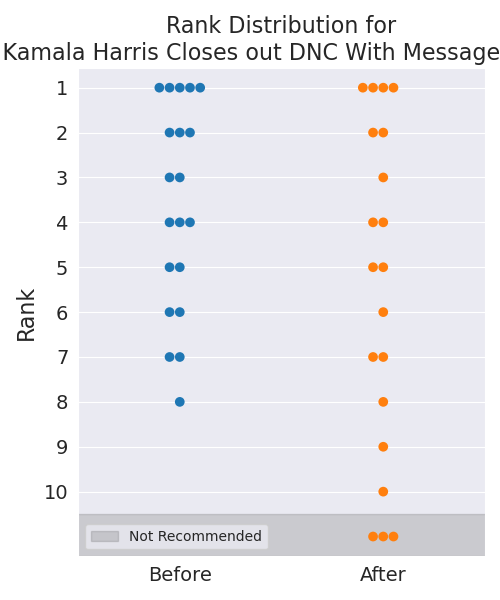 Rank Distribution for
Kamala Harris Closes out DNC With Message
Rank
1
2
3
4
5
6
7
8
9
10
Not Recommended
Before
After